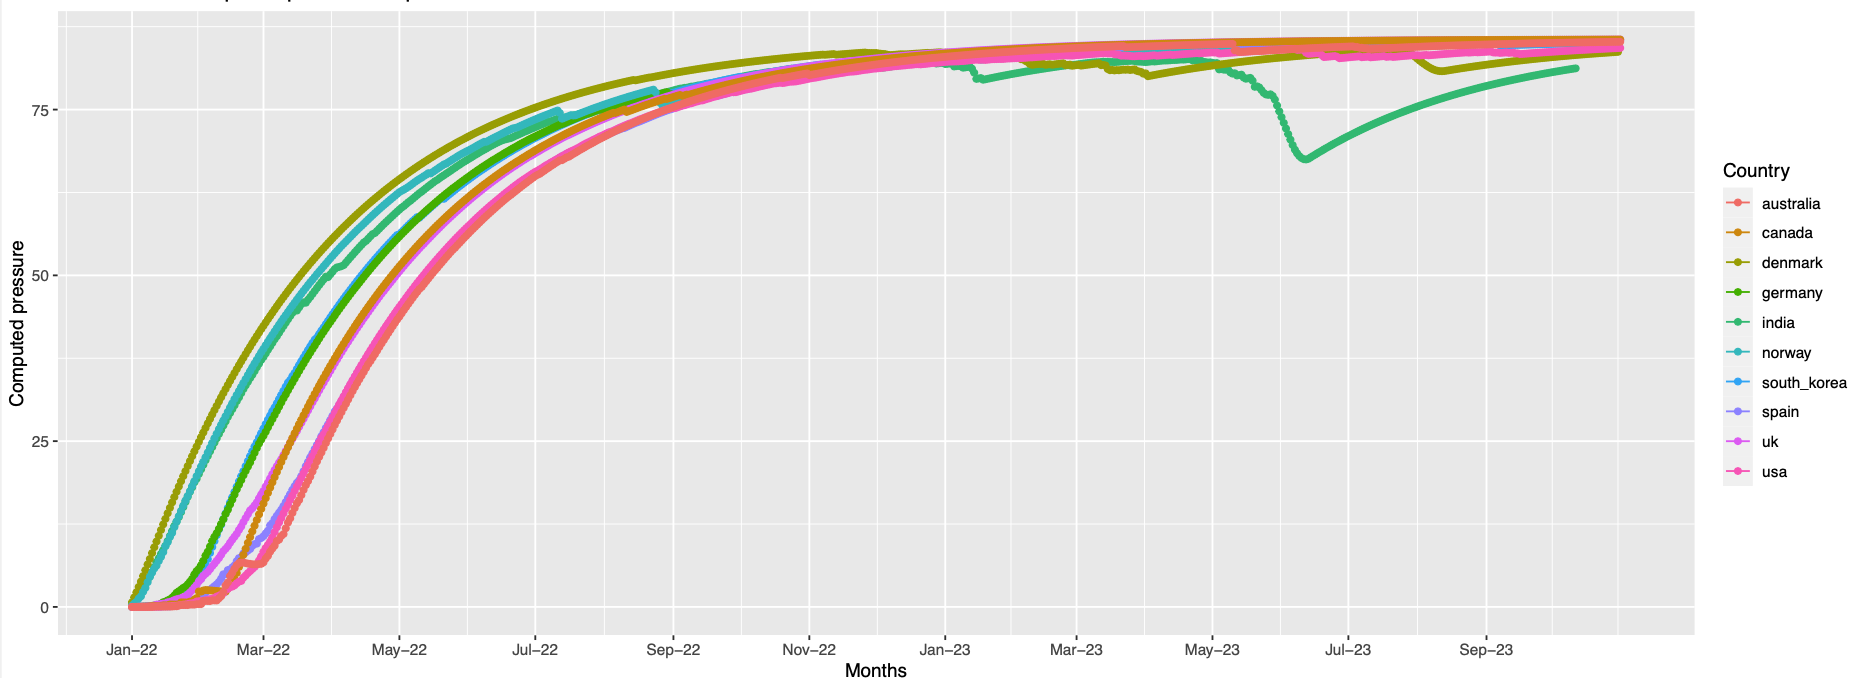 Computed pressure
75
50
25
0
Jan-22 Mar-22 May-22 Jul-22 Sep-22 Nov-22 Jan-23 Mar-23 May-23 Jul-23 Sep-23
Months
Country
australia
canada
denmark
germany
india
norway
south_korea
spain
uk
usa